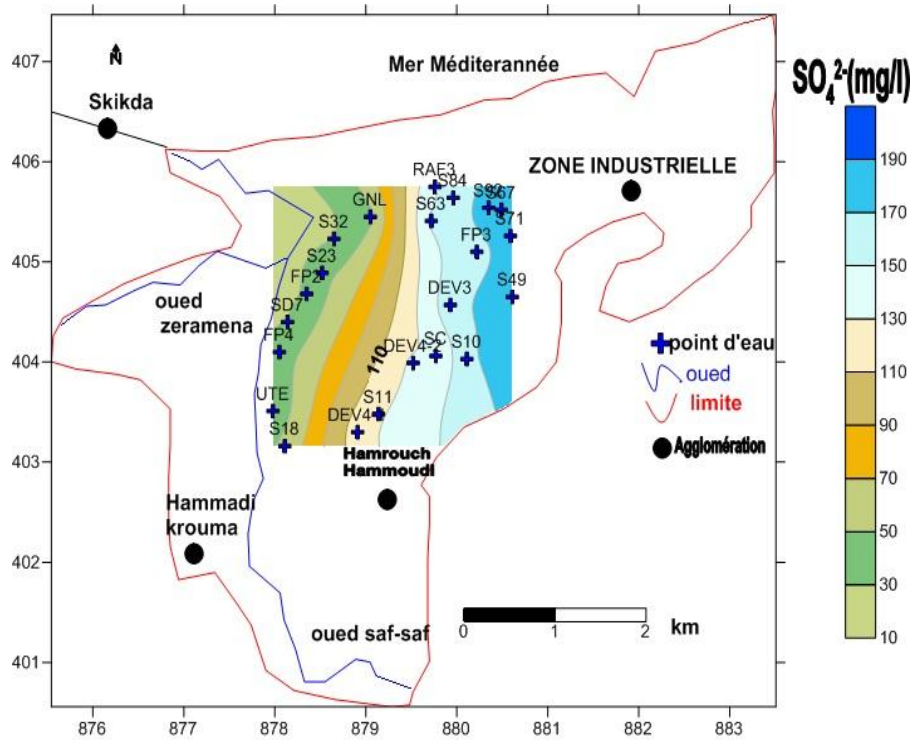 407
406
405
404
403
402
401
876
877
878
879
880
881
882
883
N
Skikda
Mer Méditerannée
ZONE INDUSTRIELLE
oued
zeramena
RAF3
S84
S92
S67
GNL
S63
S71
S32
FP3
S23
FP2
S49
SD7
DEV3
FP4
DEV4-2
SC
S10
110
UTE
S11
DEV4
S18
Hamrouch
Hammoudi
Hammadi
krouma
oued saf-saf
0 1 2 km
point d'eau
oued
limite
Agglomération
SO₄²⁻(mg/l)
190
170
150
130
110
90
70
50
30
10